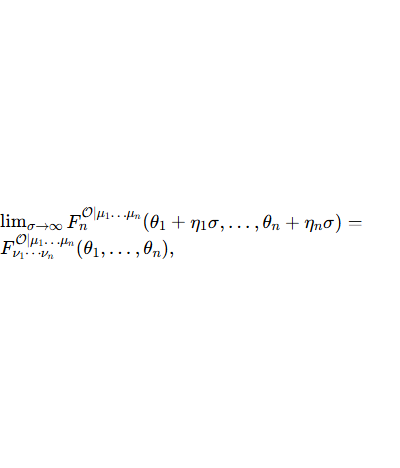 lim_{σ→∞} F_n^{𝒪|μ_1…μ_n}(θ_1 + η_1σ, …, θ_n + η_nσ) =
F_{ν_1⋯ν_n}^{𝒪|μ_1…μ_n}(θ_1, …, θ_n),